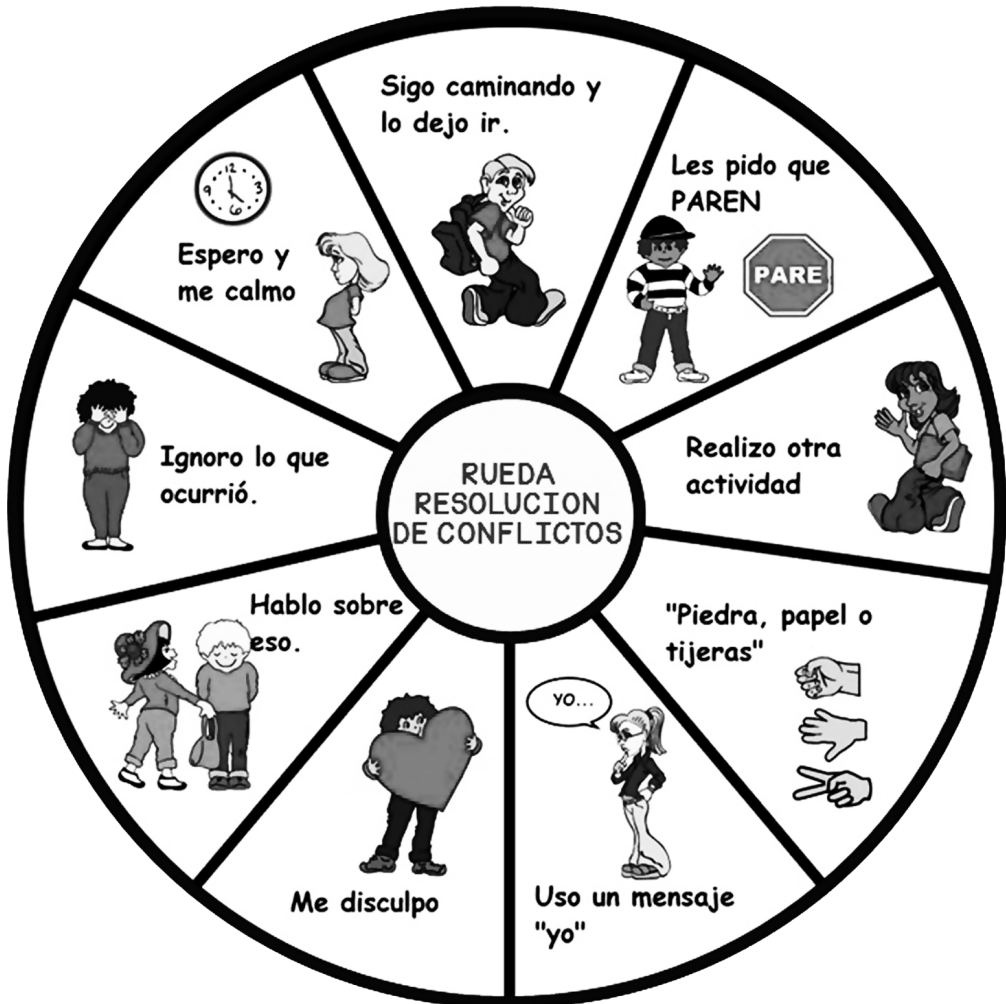 Sigo caminando y
lo dejo ir.
Les pido que
PAREN
PARE
Realizo otra
actividad
"Piedra, papel o
tijeras"
YO...
Uso un mensaje
"yo"
Me disculpo
Hablo sobre
eso.
Ignoro lo que
ocurrió.
12
9
3
6
Espero y
me calmo
RUEDA
RESOLUCION
DE CONFLICTOS